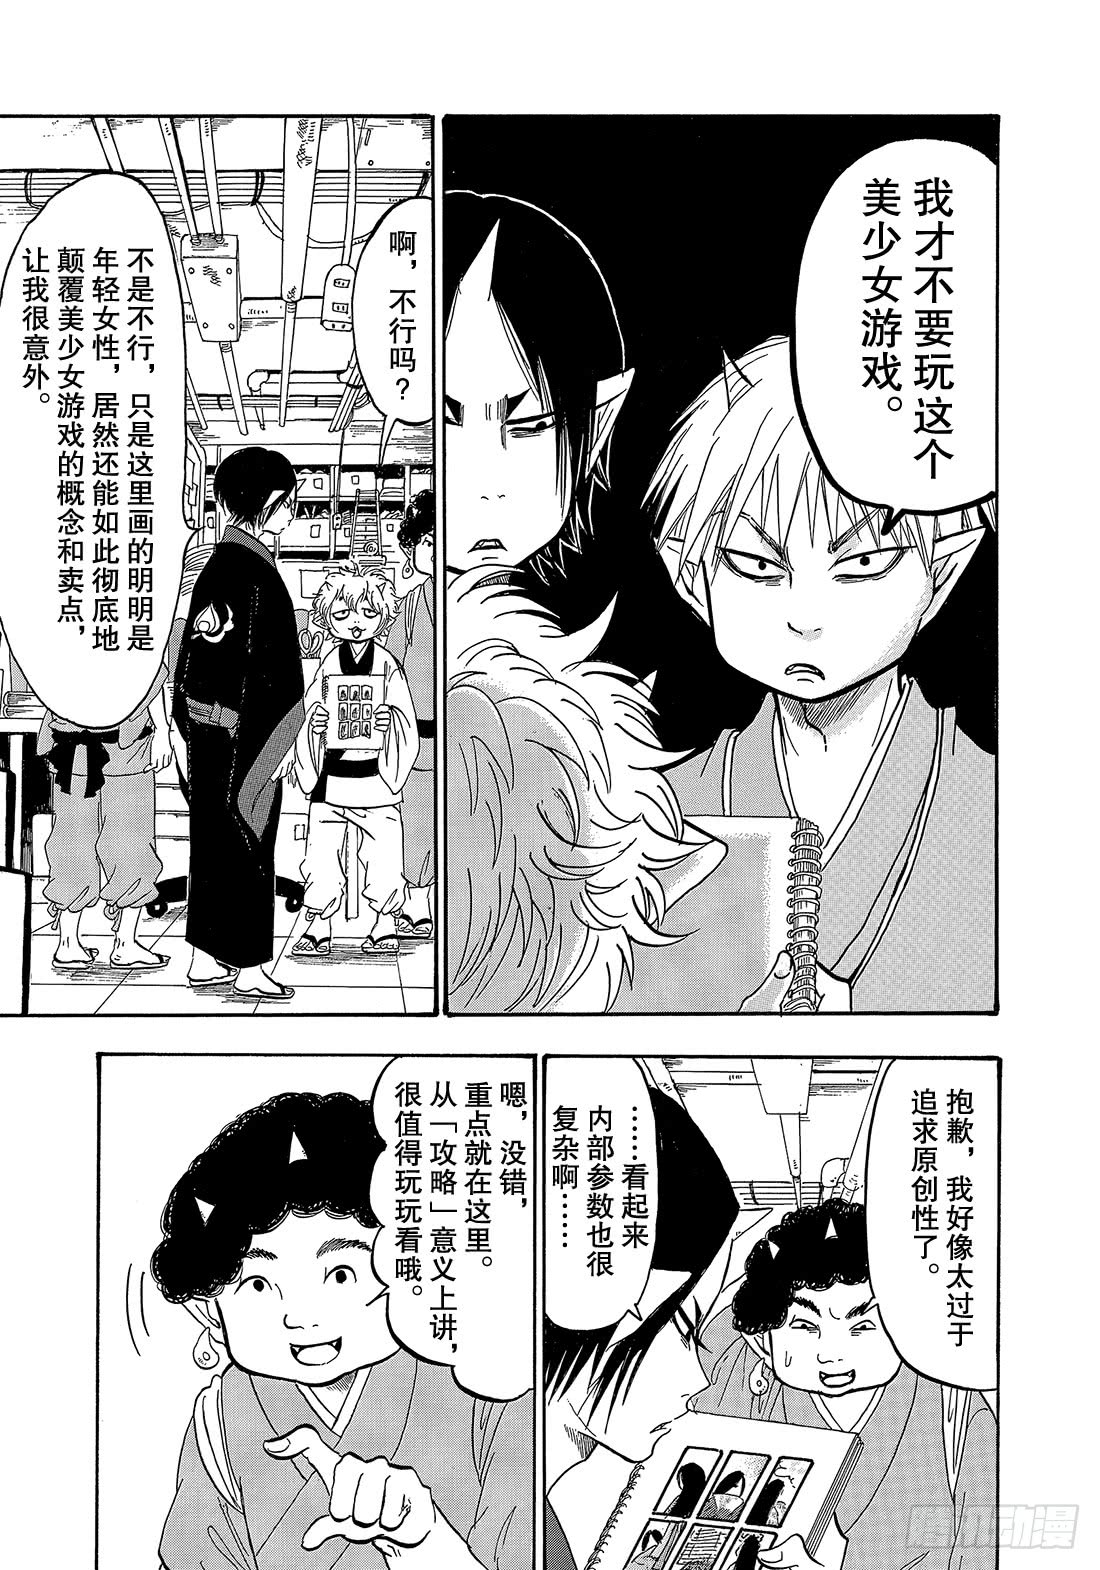 我才不要玩这个
美少女游戏。
啊，不行吗？
不是不行，只是这里画的明明是
年轻女性，居然还能如此彻底地
颠覆美少女游戏的概念和卖点，
让我很意外。
抱歉，我好像太过于
追求原创性了。
……看起来
内部参数也很
复杂啊……
嗯，没错，
重点就在这里。
从「攻略」意义上讲，
很值得玩玩看哦。
腾讯动漫